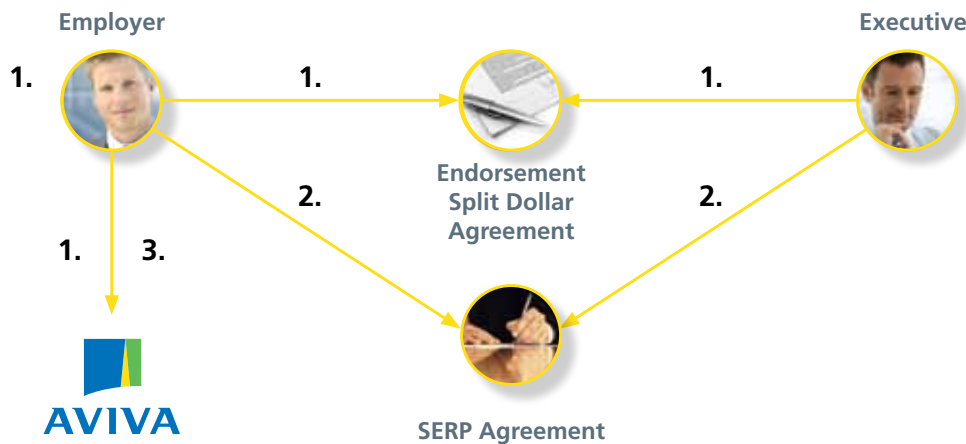 Employer
Executive
1.
1.
1.
Endorsement
Split Dollar
Agreement
2.
2.
1.
3.
AVIVA
SERP Agreement